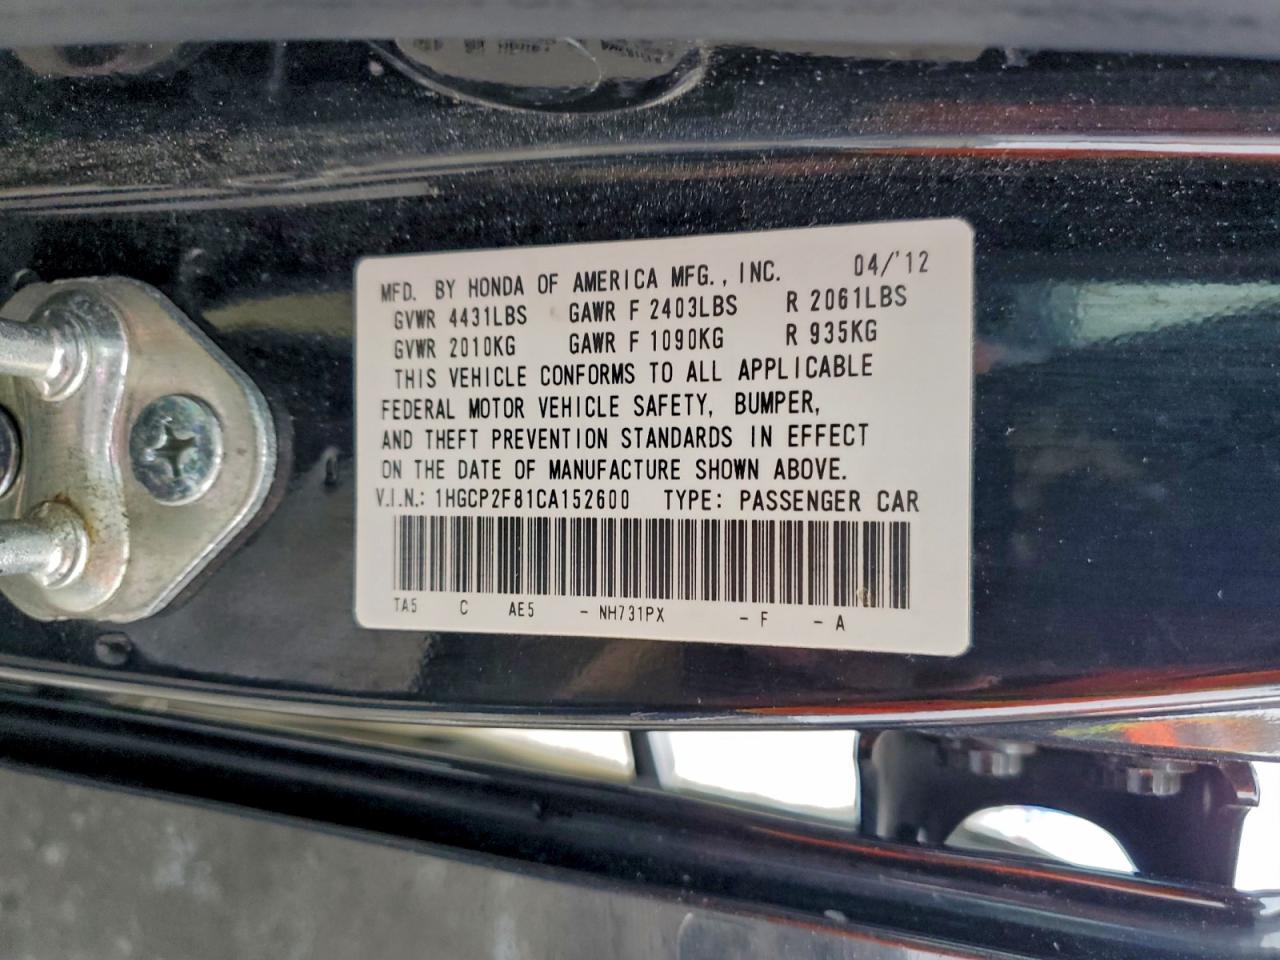 MFD. BY HONDA OF AMERICA MFG., INC. 04/'12
GVWR 4431LBS GAWR F 2403LBS R 2061LBS
GVWR 2010KG GAWR F 1090KG R 935KG
THIS VEHICLE CONFORMS TO ALL APPLICABLE
FEDERAL MOTOR VEHICLE SAFETY, BUMPER,
AND THEFT PREVENTION STANDARDS IN EFFECT
ON THE DATE OF MANUFACTURE SHOWN ABOVE.
V.I.N.: 1HGCP2F81CA152600 TYPE: PASSENGER CAR
TA5 C AE5 - NH731PX - F - A